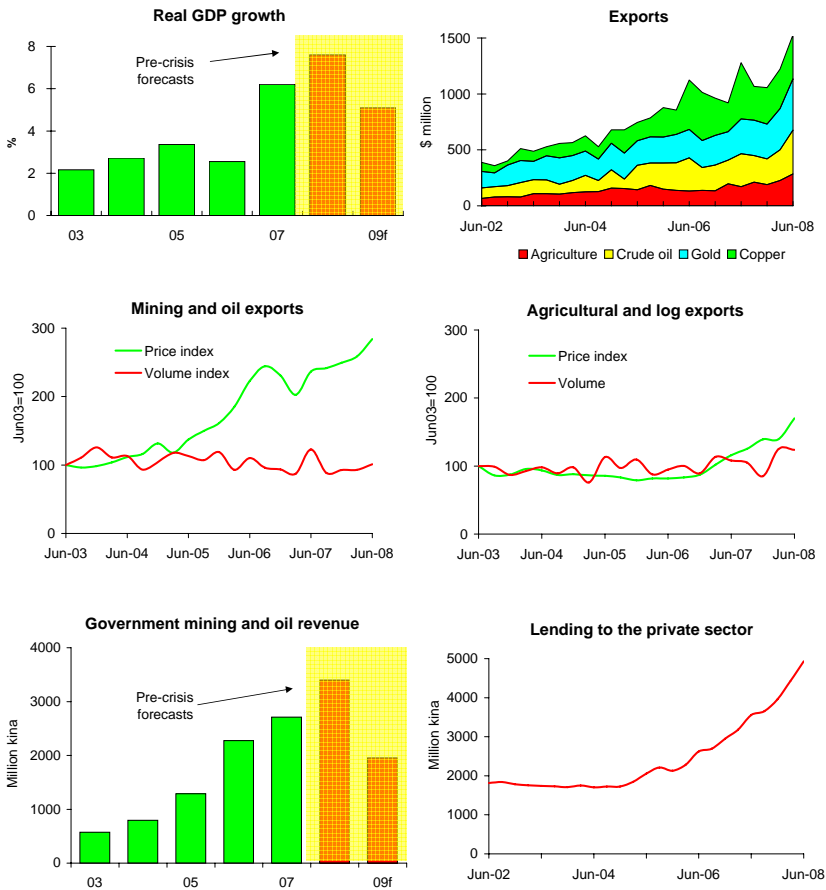 Real GDP growth
8
6
4
2
0
%
Pre-crisis
forecasts
03
05
07
09f
Exports
1500
1000
500
0
$ million
Jun-02
Jun-04
Jun-06
Jun-08
Agriculture
Crude oil
Gold
Copper
Mining and oil exports
300
200
100
0
Jun03=100
Price index
Volume index
Jun-03
Jun-04
Jun-05
Jun-06
Jun-07
Jun-08
Agricultural and log exports
300
200
100
0
Jun03=100
Price index
Volume
Jun-03
Jun-04
Jun-05
Jun-06
Jun-07
Jun-08
Government mining and oil revenue
4000
3000
2000
1000
0
Million kina
Pre-crisis
forecasts
03
05
07
09f
Lending to the private sector
5000
4000
3000
2000
1000
0
Million kina
Jun-02
Jun-04
Jun-06
Jun-08